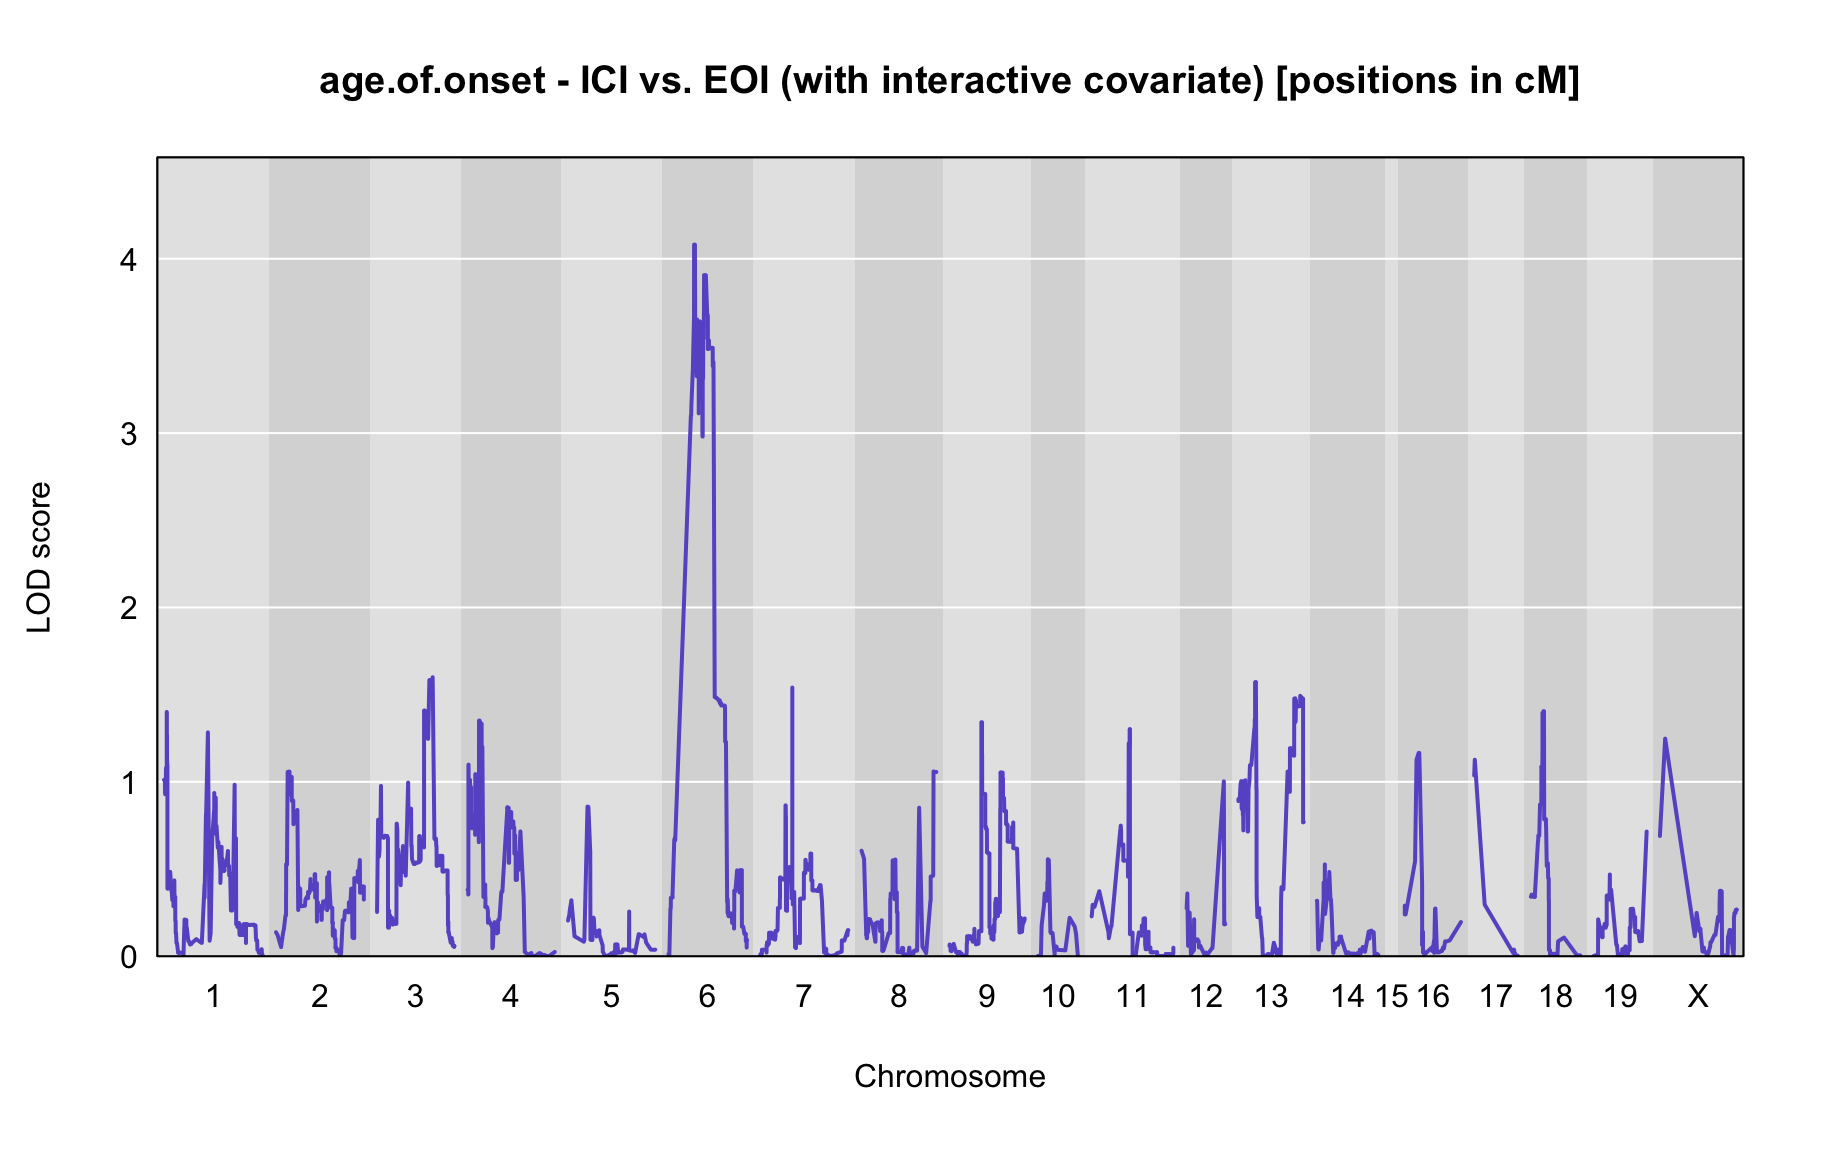 age.of.onset - ICI vs. EOI (with interactive covariate) [positions in cM]
4
3
2
1
0
LOD score
1 2 3 4 5 6 7 8 9 10 11 12 13 14 15 16 17 18 19 X
Chromosome